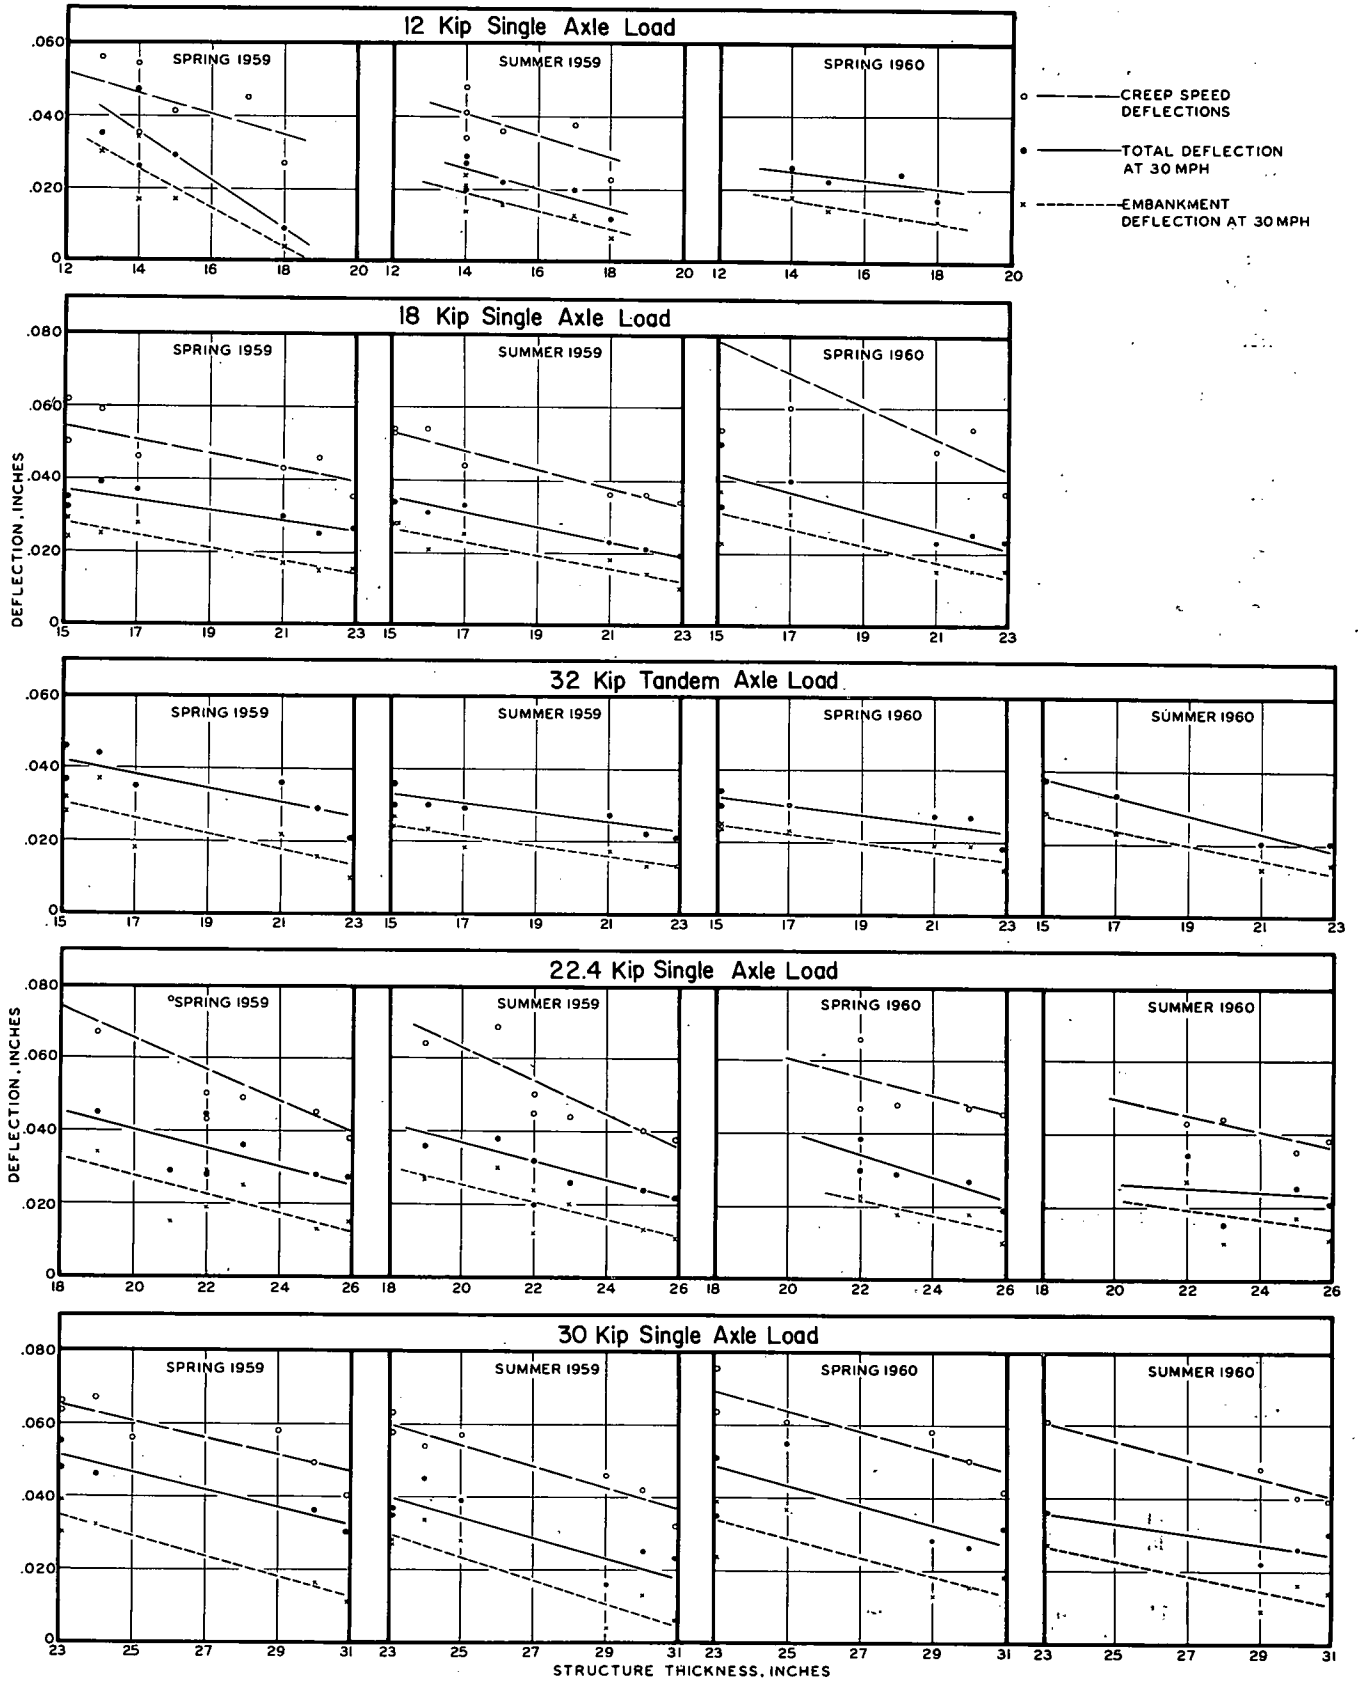 12 Kip Single Axle Load
.060
.040
.020
0
SPRING 1959
SUMMER 1959
SPRING 1960
12 14 16 18 20 12 14 16 18 20 12 14 16 18 20
CREEP SPEED
DEFLECTIONS
TOTAL DEFLECTION
AT 30 MPH
EMBANKMENT
DEFLECTION AT 30 MPH
18 Kip Single Axle Load
.080
.060
.040
.020
0
SPRING 1959
SUMMER 1959
SPRING 1960
15 17 19 21 23 15 17 19 21 23 15 17 19 21 23
DEFLECTION, INCHES
32 Kip Tandem Axle Load
.060
.040
.020
0
SPRING 1959
SUMMER 1959
SPRING 1960
SUMMER 1960
15 17 19 21 23 15 17 19 21 23 15 17 19 21 23 15 17 19 21 23
22.4 Kip Single Axle Load
.080
.060
.040
.020
0
SPRING 1959
SUMMER 1959
SPRING 1960
SUMMER 1960
18 20 22 24 26 18 20 22 24 26 18 20 22 24 26 18 20 22 24 26
DEFLECTION, INCHES
30 Kip Single Axle Load
.080
.060
.040
.020
0
SPRING 1959
SUMMER 1959
SPRING 1960
SUMMER 1960
23 25 27 29 31 23 25 27 29 31 23 25 27 29 31 23 25 27 29 31
STRUCTURE THICKNESS, INCHES